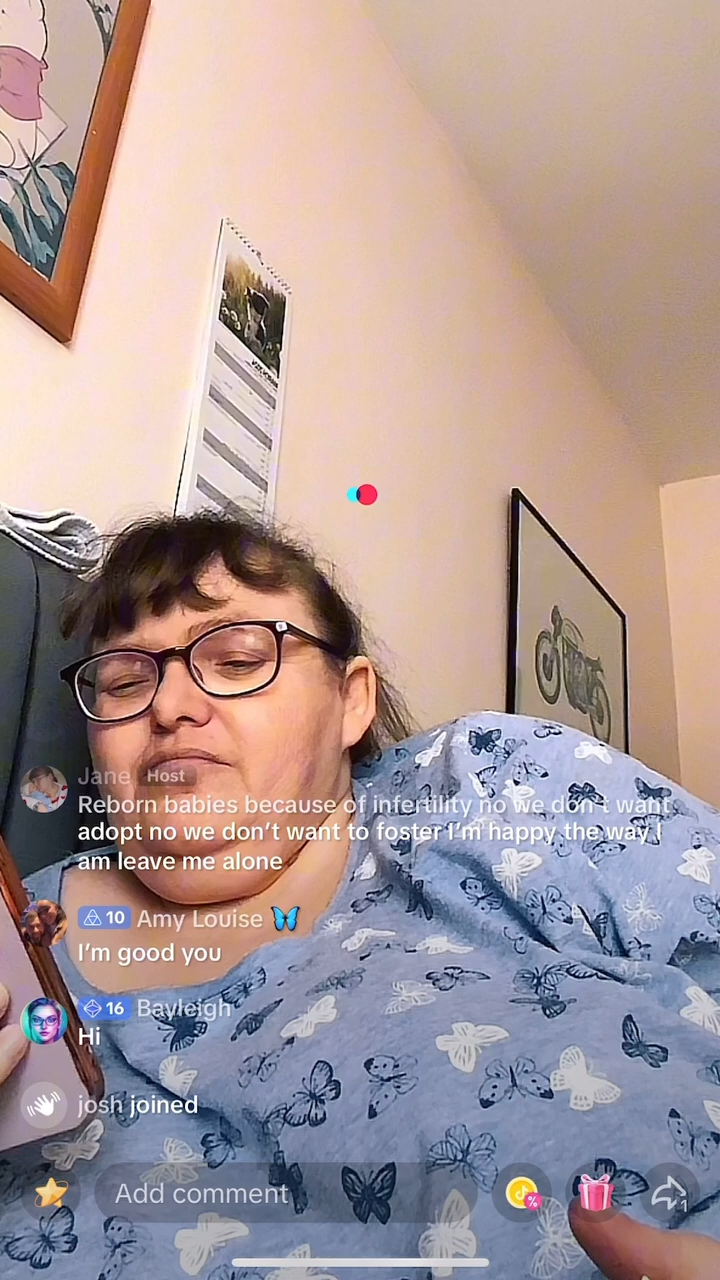 Jane Host
Reborn babies because of infertility no we don't want
adopt no we don't want to foster I'm happy the way I
am leave me alone
10 Amy Louise 🦋
I'm good you
16 Bayleigh
Hi
josh joined
Add comment
1